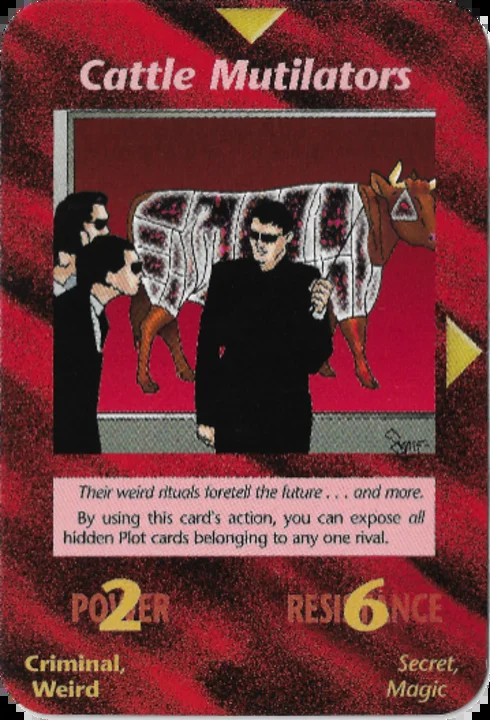 Cattle Mutilators
Their weird rituals foretell the future . . . and more.
By using this card's action, you can expose all
hidden Plot cards belonging to any one rival.
POWER 2 RESISTANCE 6
Criminal,
Weird
Secret,
Magic